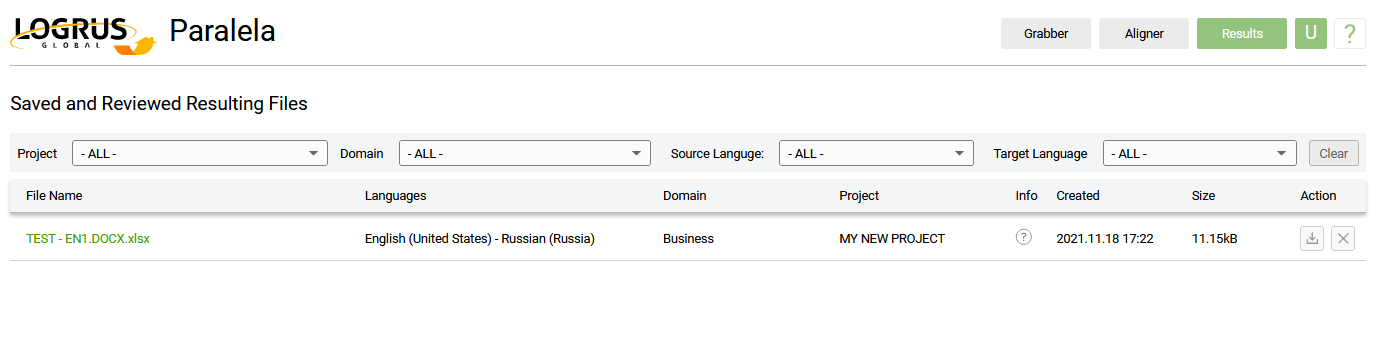 LOGRUS GLOBAL Paralela Grabber Aligner Results U ?
Saved and Reviewed Resulting Files
Project - ALL - Domain - ALL - Source Languge: - ALL - Target Language - ALL - Clear
File Name Languages Domain Project Info Created Size Action
TEST - EN1.DOCX.xlsx English (United States) - Russian (Russia) Business MY NEW PROJECT ? 2021.11.18 17:22 11.15kB